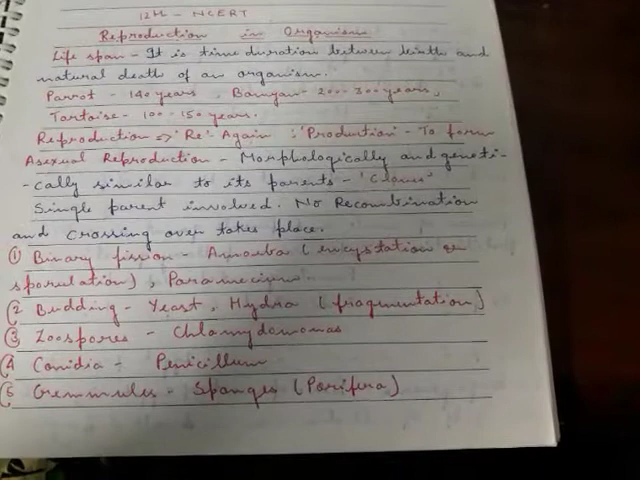 12th - NCERT
Reproduction in Organism
Life span - It is time duration between birth and
natural death of an organism.
Parrot - 140 years, Banyan - 200-300 years,
Tortoise - 100-150 years.
Reproduction => 'Re' - Again : 'Production' - To form
Asexual Reproduction - Morphologically and geneti-
-cally similar to its parents - 'Clones'
Single parent involved. No Recombination
and crossing over takes place.
① Binary fission - Amoeba (encystation or
sporulation), Paramecium.
② Budding - Yeast, Hydra (fragmentation)
③ Zoospores - Chlamydomonas
④ Conidia - Penicillum
⑤ Gemmules - Sponges (Porifera)